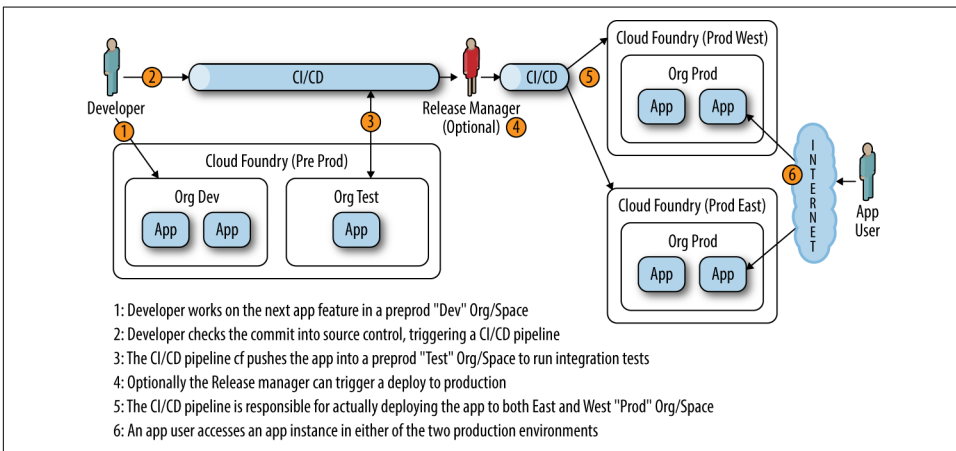 Developer
1
2
CI/CD
3
Release Manager
(Optional)
4
CI/CD
5
Cloud Foundry (Pre Prod)
Org Dev
App
App
Org Test
App
Cloud Foundry (Prod West)
Org Prod
App
App
Cloud Foundry (Prod East)
Org Prod
App
App
6
INTERNET
App
User
1: Developer works on the next app feature in a preprod "Dev" Org/Space
2: Developer checks the commit into source control, triggering a CI/CD pipeline
3: The CI/CD pipeline cf pushes the app into a preprod "Test" Org/Space to run integration tests
4: Optionally the Release manager can trigger a deploy to production
5: The CI/CD pipeline is responsible for actually deploying the app to both East and West "Prod" Org/Space
6: An app user accesses an app instance in either of the two production environments